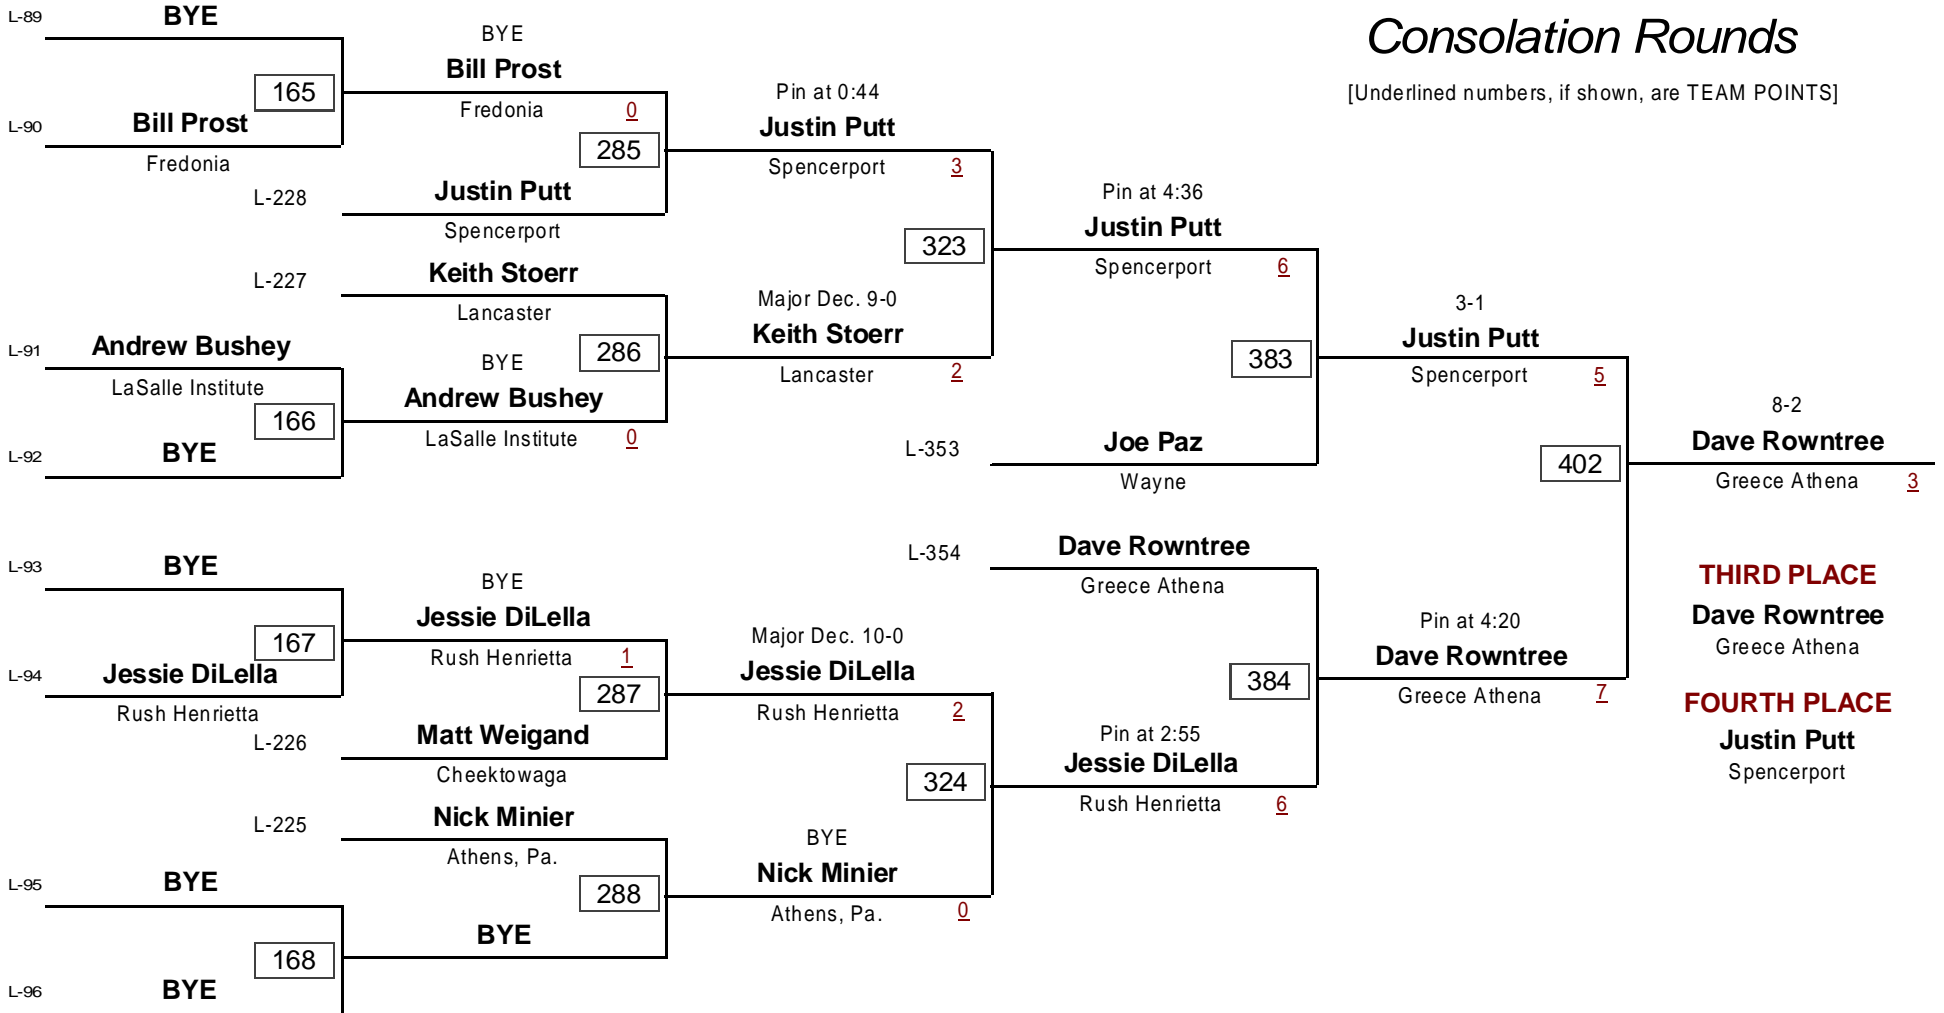 Consolation Rounds
[Underlined numbers, if shown, are TEAM POINTS]
L-89
BYE
165
L-90
Bill Prost
Fredonia
L-91
Andrew Bushey
LaSalle Institute
166
L-92
BYE
L-93
BYE
167
L-94
Jessie DiLella
Rush Henrietta
L-95
BYE
168
L-96
BYE
BYE
Bill Prost
Fredonia 0
285
L-228
Justin Putt
Spencerport
L-227
Keith Stoerr
Lancaster
286
BYE
Andrew Bushey
LaSalle Institute 0
BYE
Jessie DiLella
Rush Henrietta 1
287
L-226
Matt Weigand
Cheektowaga
L-225
Nick Minier
Athens, Pa.
288
BYE
Pin at 0:44
Justin Putt
Spencerport 3
323
Major Dec. 9-0
Keith Stoerr
Lancaster 2
Major Dec. 10-0
Jessie DiLella
Rush Henrietta 2
324
BYE
Nick Minier
Athens, Pa. 0
Pin at 4:36
Justin Putt
Spencerport 6
383
L-353
Joe Paz
Wayne
L-354
Dave Rowntree
Greece Athena
384
Pin at 2:55
Jessie DiLella
Rush Henrietta 6
3-1
Justin Putt
Spencerport 5
402
Pin at 4:20
Dave Rowntree
Greece Athena 7
8-2
Dave Rowntree
Greece Athena 3
THIRD PLACE
Dave Rowntree
Greece Athena
FOURTH PLACE
Justin Putt
Spencerport